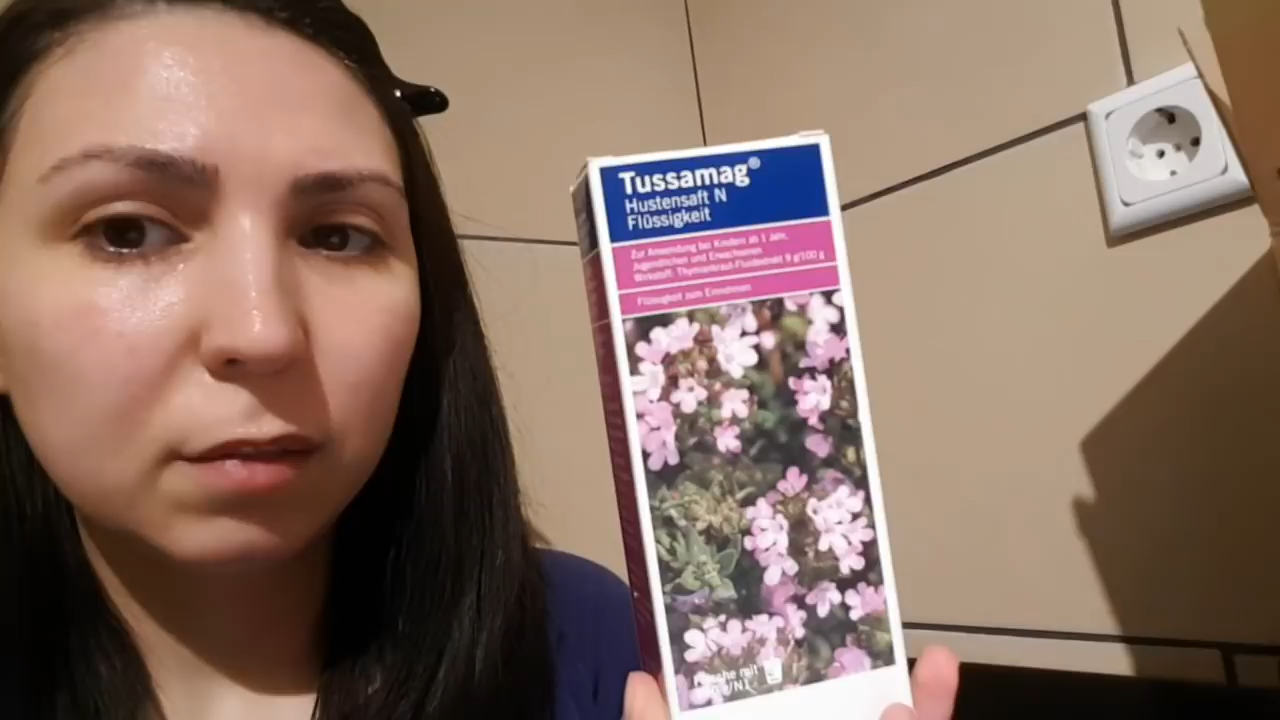 Tussamag®
Hustensaft N
Flüssigkeit
Zur Anwendung bei Kindern ab 1 Jahr,
Jugendlichen und Erwachsenen
Wirkstoff: Thymiankraut-Fluidextrakt 9 g/100 g
Flüssigkeit zum Einnehmen
mit